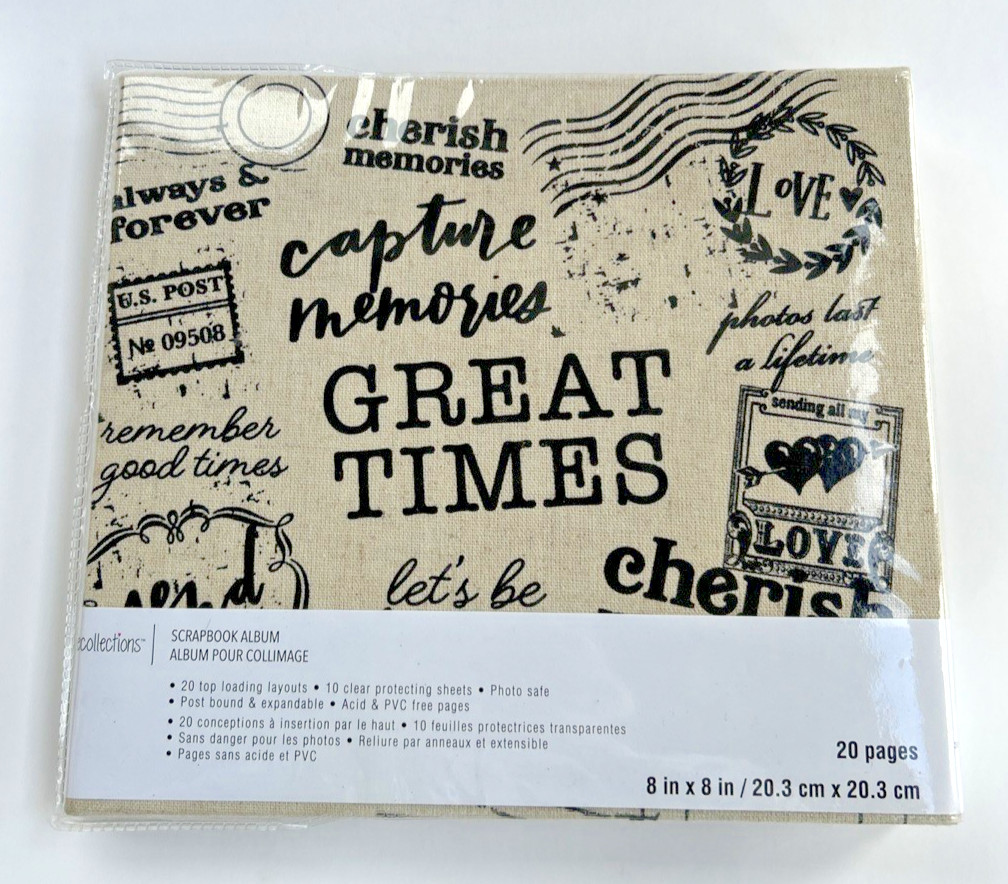 cherish
memories
always &
forever
capture
memories
LOVE
U.S. POST
№ 09508
photos last
a lifetime
GREAT
TIMES
remember
good times
sending all my
LOVE
let's be
cherish
recollections™
SCRAPBOOK ALBUM
ALBUM POUR COLLIMAGE
• 20 top loading layouts • 10 clear protecting sheets • Photo safe
• Post bound & expandable • Acid & PVC free pages
• 20 conceptions à insertion par le haut • 10 feuilles protectrices transparentes
• Sans danger pour les photos • Reliure par anneaux et extensible
• Pages sans acide et PVC
20 pages
8 in x 8 in / 20.3 cm x 20.3 cm